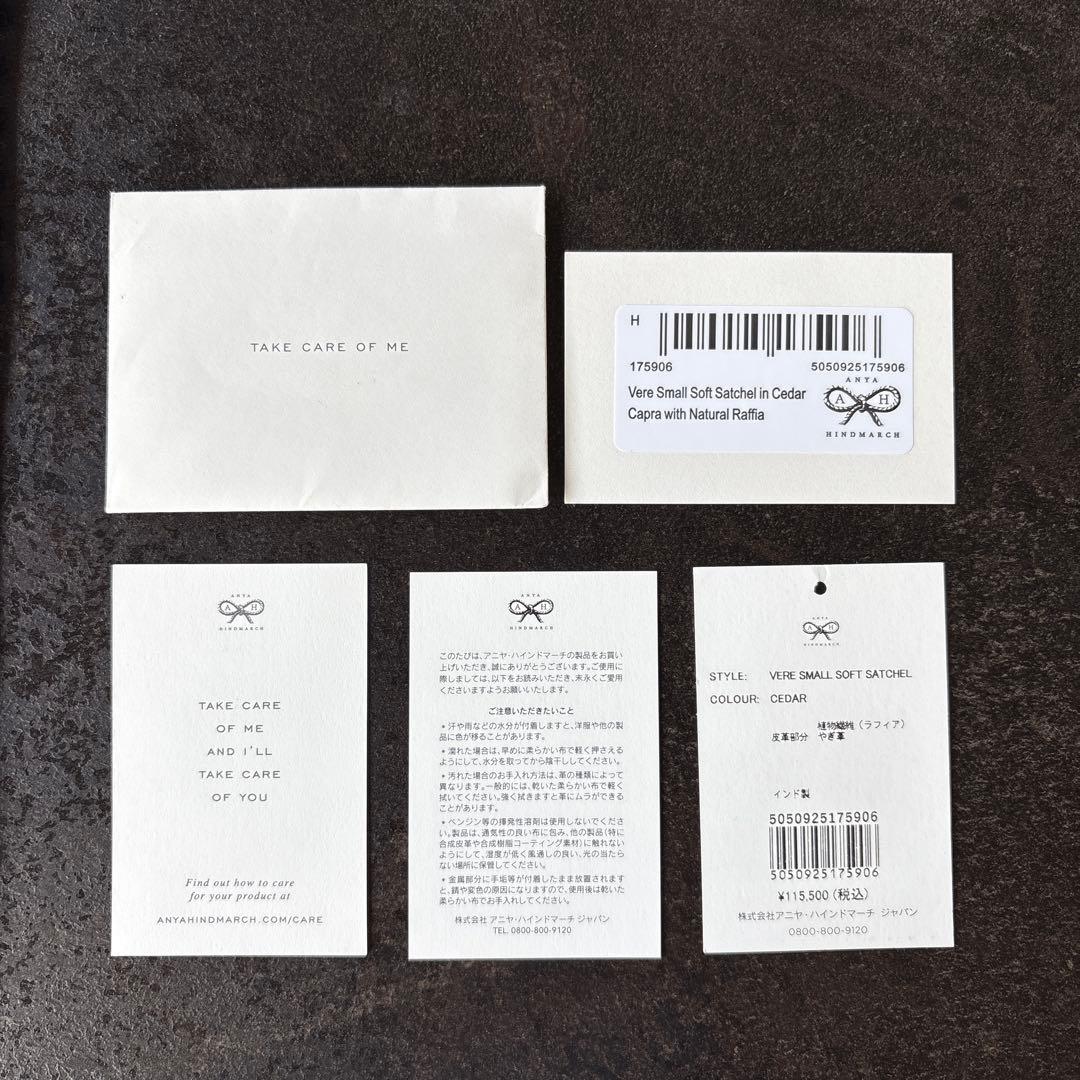 TAKE CARE OF ME
H
175906
5050925175906
Vere Small Soft Satchel in Cedar
Capra with Natural Raffia
ANYA
A H
HINDMARCH
ANYA
A H
HINDMARCH
TAKE CARE
OF ME
AND I'LL
TAKE CARE
OF YOU
Find out how to care
for your product at
ANYAHINDMARCH.COM/CARE
ANYA
A H
HINDMARCH
このたびは、アニヤ・ハインドマーチの製品をお買い
上げいただき、誠にありがとうございます。ご使用に
際しましては、以下をお読みいただき、末永くご愛用
くださいますようお願いいたします。
ご注意いただきたいこと
* 汗や雨などの水分が付着しますと、洋服や他の製
品に色が移ることがあります。
* 濡れた場合は、早めに柔らかい布で軽く押さえる
ようにして、水分を取ってから陰干ししてください。
* 汚れた場合のお手入れ方法は、革の種類によって
異なります。一般的には、乾いた柔らかい布で軽く
拭いてください。強く拭きますと革にムラができる
ことがあります。
* ベンジン等の揮発性溶剤は使用しないでくださ
い。製品は、通気性の良い布に包み、他の製品（特に
合成皮革や合成樹脂コーティング素材）に触れない
ようにして、湿度が低く風通しの良い、光の当たら
ない場所に保管してください。
* 金属部分に手垢等が付着したまま放置されます
と、錆や変色の原因になりますので、使用後は乾いた
柔らかい布でお手入れしてください。
株式会社 アニヤ・ハインドマーチ ジャパン
TEL. 0800-800-9120
ANYA
A H
HINDMARCH
STYLE: VERE SMALL SOFT SATCHEL
COLOUR: CEDAR
植物繊維（ラフィア）
皮革部分 やぎ革
インド製
5050925175906
5050925175906
¥115,500（税込）
株式会社 アニヤ・ハインドマーチ ジャパン
0800-800-9120